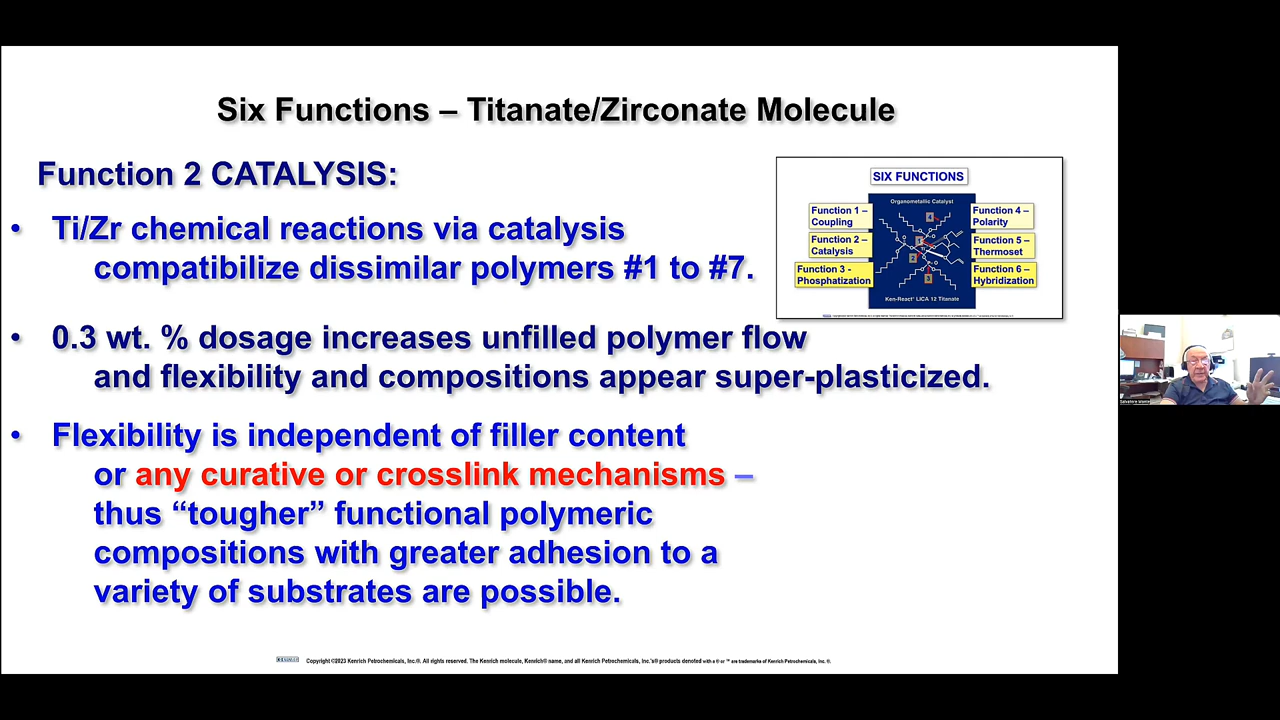 Six Functions – Titanate/Zirconate Molecule
Function 2 CATALYSIS:
• Ti/Zr chemical reactions via catalysis
compatibilize dissimilar polymers #1 to #7.
• 0.3 wt. % dosage increases unfilled polymer flow
and flexibility and compositions appear super-plasticized.
• Flexibility is independent of filler content
or any curative or crosslink mechanisms –
thus “tougher” functional polymeric
compositions with greater adhesion to a
variety of substrates are possible.
SIX FUNCTIONS
Organometallic Catalyst
Function 1 –
Coupling
Function 2 –
Catalysis
Function 3 -
Phosphatization
Function 4 –
Polarity
Function 5 –
Thermoset
Function 6 –
Hybridization
Ken-React® LICA 12 Titanate
Copyright ©2023 Kenrich Petrochemicals, Inc.®. All rights reserved. The Kenrich molecule, Kenrich® name, and all Kenrich Petrochemicals, Inc.'s® products denoted with a ® or ™ are trademarks of Kenrich Petrochemicals, Inc. ®.
Salvatore Monte